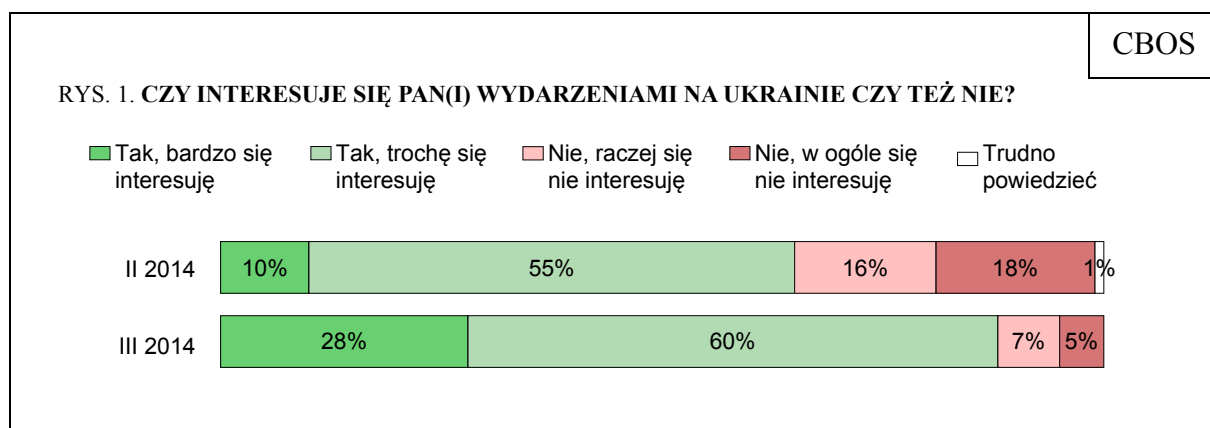 CBOS
RYS. 1. CZY INTERESUJE SIĘ PAN(I) WYDARZENIAMI NA UKRAINIE CZY TEŻ NIE?
Tak, bardzo się interesuję
Tak, trochę się interesuję
Nie, raczej się nie interesuję
Nie, w ogóle się nie interesuję
Trudno powiedzieć
II 2014 10% 55% 16% 18% 1%
III 2014 28% 60% 7% 5%